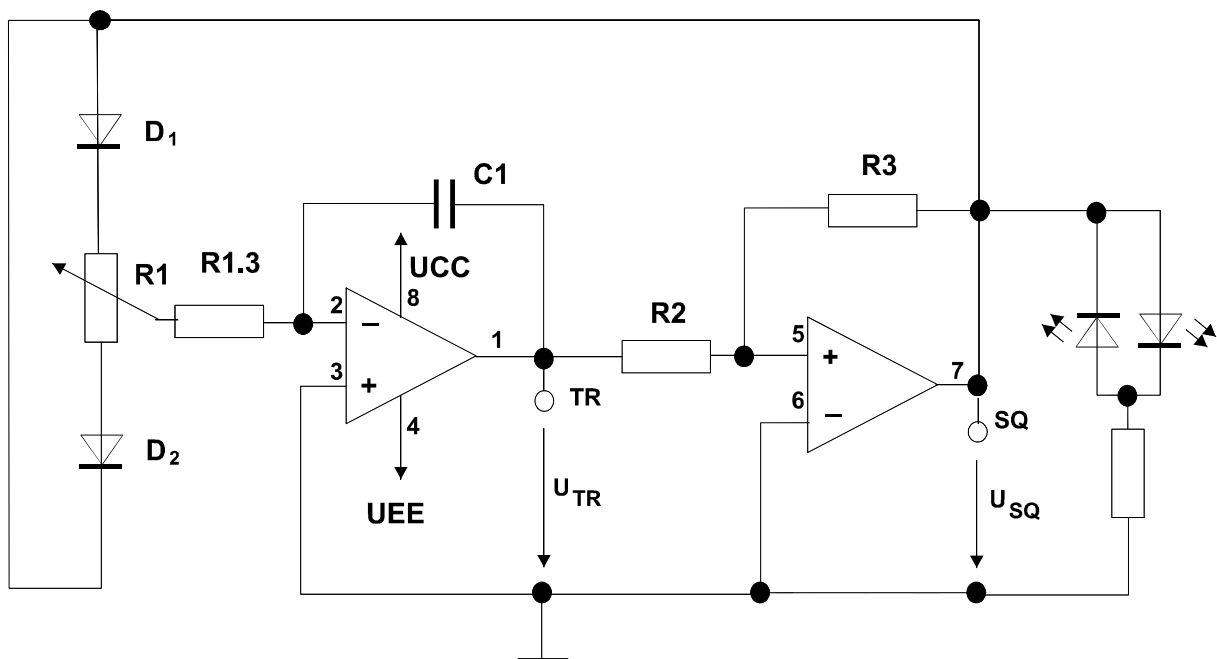 D1
C1
R3
R1
R1.3
UCC
8
2
−
1
R2
3
+
4
UEE
TR
UTR
5
+
6
−
7
SQ
USQ
D2